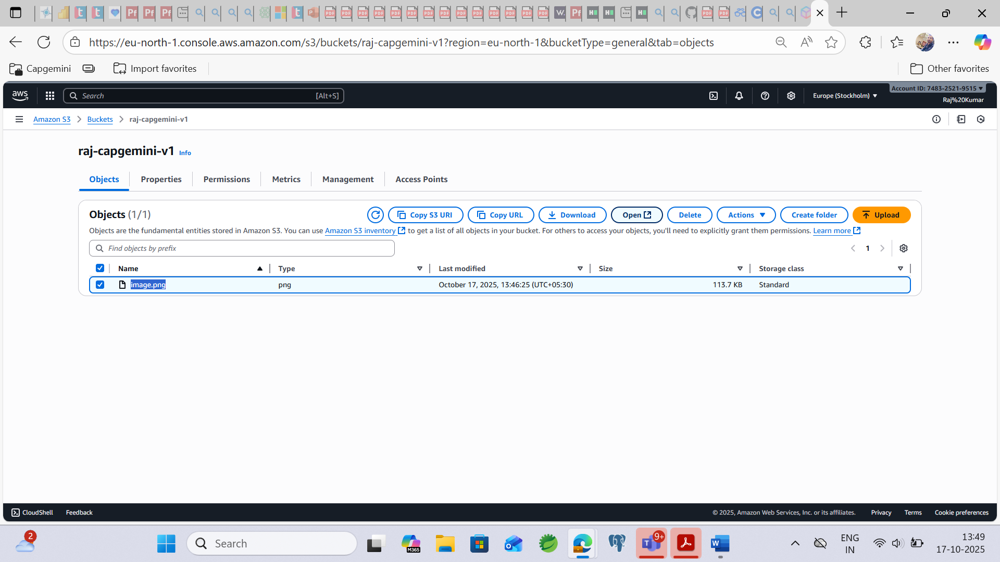 https://eu-north-1.console.aws.amazon.com/s3/buckets/raj-capgemini-v1?region=eu-north-1&bucketType=general&tab=objects
Capgemini
Import favorites
Other favorites
aws
Search
[Alt+S]
Europe (Stockholm)
Account ID: 7483-2521-9515
Raj%20Kumar
Amazon S3
Buckets
raj-capgemini-v1
raj-capgemini-v1 Info
Objects
Properties
Permissions
Metrics
Management
Access Points
Objects (1/1)
Copy S3 URI
Copy URL
Download
Open
Delete
Actions
Create folder
Upload
Objects are the fundamental entities stored in Amazon S3. You can use Amazon S3 inventory to get a list of all objects in your bucket. For others to access your objects, you'll need to explicitly grant them permissions. Learn more
Find objects by prefix
1
Name
Type
Last modified
Size
Storage class
image.png
png
October 17, 2025, 13:46:25 (UTC+05:30)
113.7 KB
Standard
CloudShell
Feedback
© 2025, Amazon Web Services, Inc. or its affiliates.
Privacy
Terms
Cookie preferences
2
Search
M365
9+
ENG
IN
13:49
17-10-2025